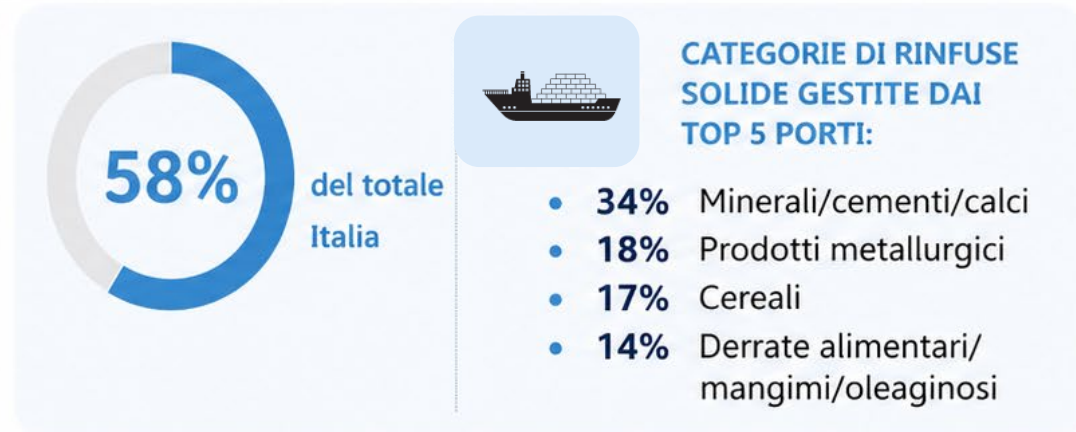 58%
del totale
Italia
CATEGORIE DI RINFUSE
SOLIDE GESTITE DAI
TOP 5 PORTI:
• 34% Minerali/cementi/calci
• 18% Prodotti metallurgici
• 17% Cereali
• 14% Derrate alimentari/
mangimi/oleaginosi